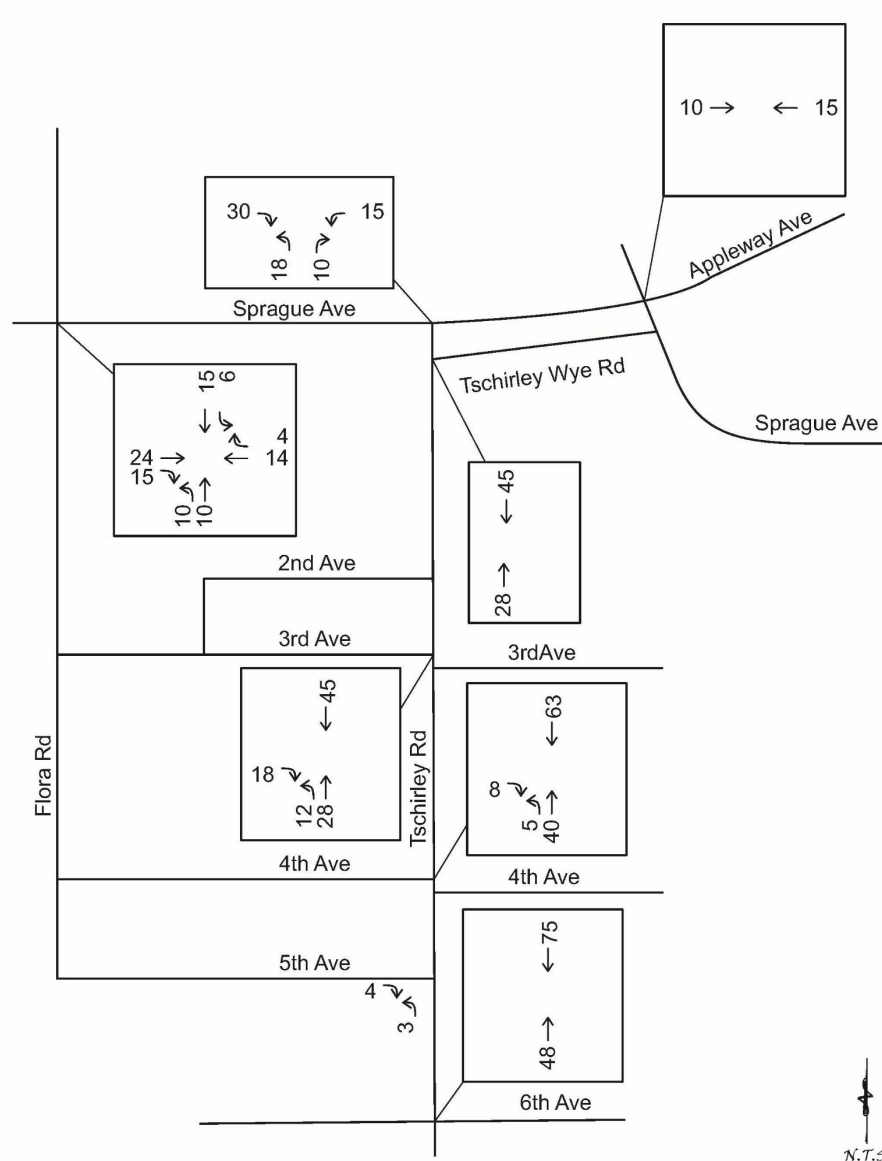 10 15
Appleway Ave
30 15
18 10
Sprague Ave
Tschirley Wye Rd
Sprague Ave
15 6
4
24 14
15
10 10
45
28
2nd Ave
3rd Ave
3rdAve
45
18
12 28
63
8
5 40
Flora Rd
Tschirley Rd
4th Ave
4th Ave
5th Ave
4
3
75
48
6th Ave
N.T.S